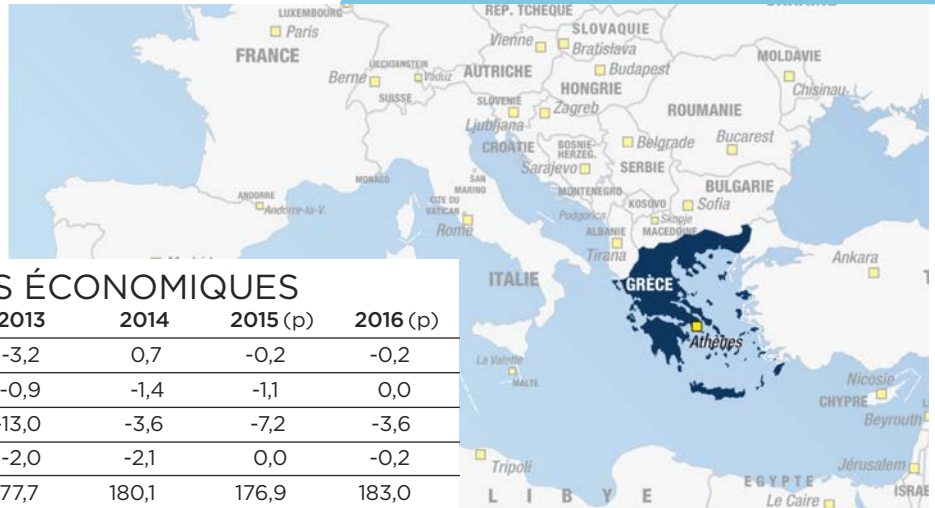 LUXEMBOURG
REP. TCHEQUE
Paris
FRANCE
Vienne
SLOVAQUIE
Bratislava
MOLDAVIE
LIECHTENSTEIN
Vaduz
Berne
SUISSE
AUTRICHE
Budapest
HONGRIE
Chisinau
SLOVENIE
Ljubljana
Zagreb
CROATIE
ROUMANIE
BOSNIE-
HERZEG.
Sarajevo
Belgrade
SERBIE
Bucarest
MONACO
SAN
MARINO
ANDORRE
Andorre-la-V.
CITE DU
VATICAN
Rome
MONTENEGRO
Podgorica
KOSOVO
BULGARIE
Sofia
Skopje
ALBANIE
MACEDOINE
Tirana
ITALIE
GRÈCE
Athènes
Ankara
La Valette
MALTE
Nicosie
CHYPRE
Beyrouth
Tripoli
Jérusalem
LIBYE
EGYPTE
Le Caire
S ÉCONOMIQUES
2013 2014 2015 (p) 2016 (p)
-3,2 0,7 -0,2 -0,2
-0,9 -1,4 -1,1 0,0
13,0 -3,6 -7,2 -3,6
-2,0 -2,1 0,0 -0,2
77,7 180,1 176,9 183,0